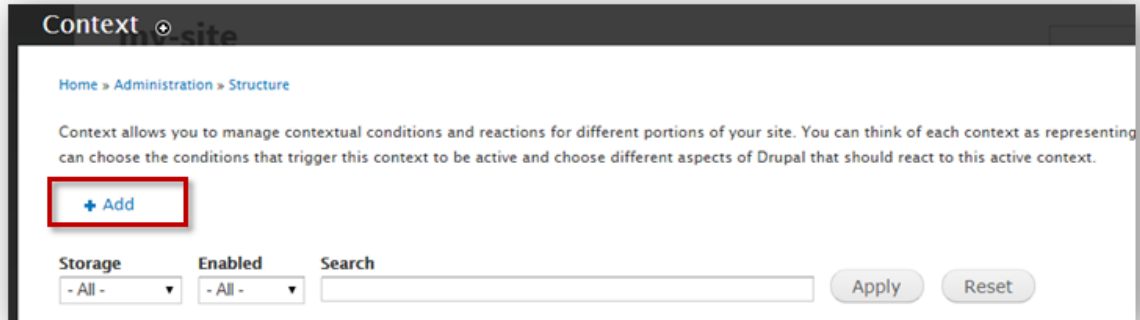 Context
my-site
Home » Administration » Structure
Context allows you to manage contextual conditions and reactions for different portions of your site. You can think of each context as representing
can choose the conditions that trigger this context to be active and choose different aspects of Drupal that should react to this active context.
+ Add
Storage Enabled Search
- All - - All - Apply Reset